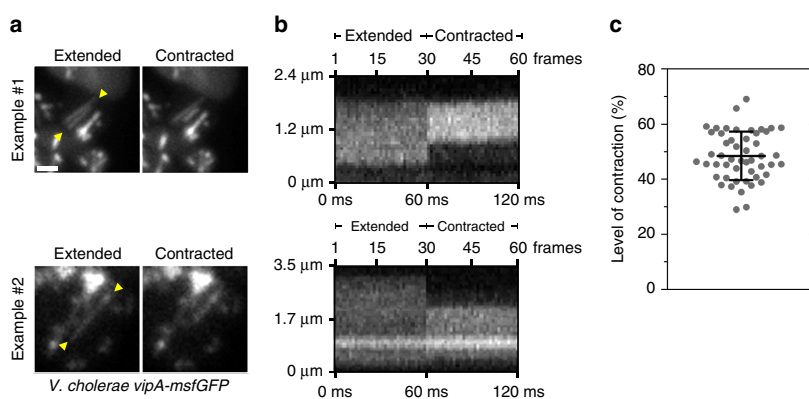 a
Extended Contracted
Example #1
Example #2
Extended Contracted
V. cholerae vipA-msfGFP
b
Extended Contracted
1 15 30 45 60 frames
2.4 μm
1.2 μm
0 μm
0 ms 60 ms 120 ms
Extended Contracted
1 15 30 45 60 frames
3.5 μm
1.7 μm
0 μm
0 ms 60 ms 120 ms
c
Level of contraction (%)
80
60
40
20
0